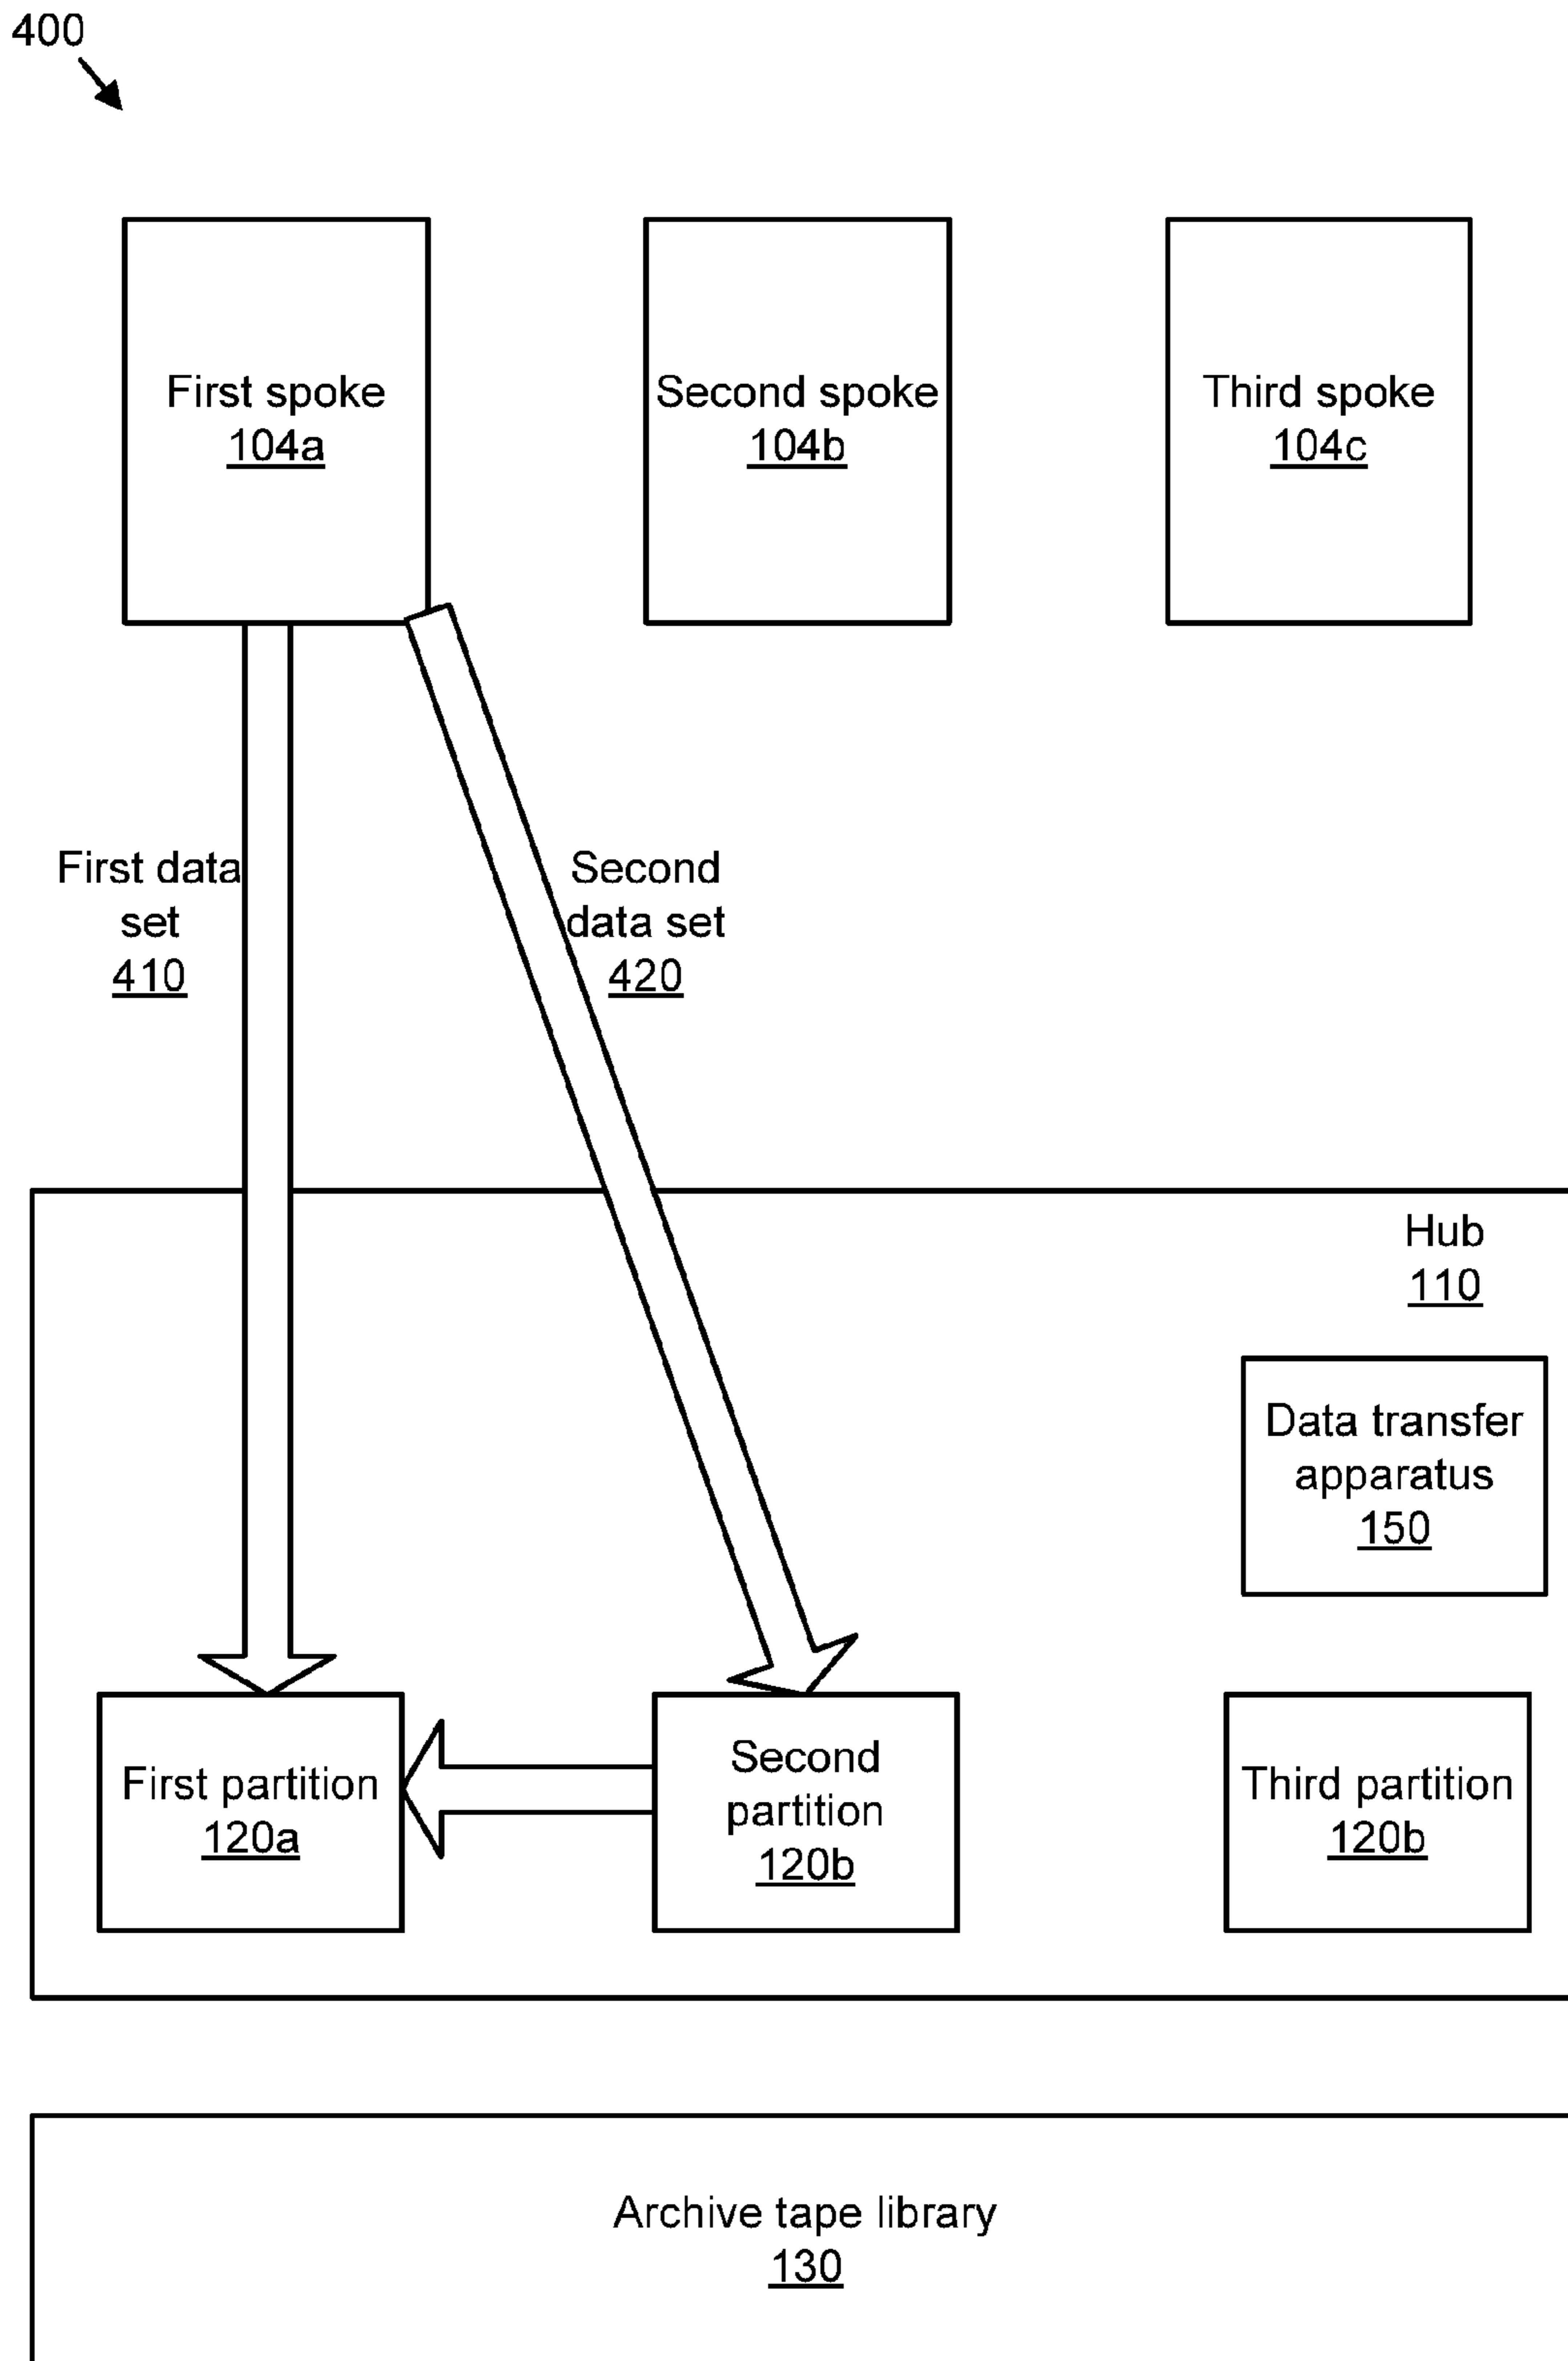 400
First spoke
104a
Second spoke
104b
Third spoke
104c
First data
set
410
Second
data set
420
Hub
110
Data transfer
apparatus
150
First partition
120a
Second
partition
120b
Third partition
120b
Archive tape library
130